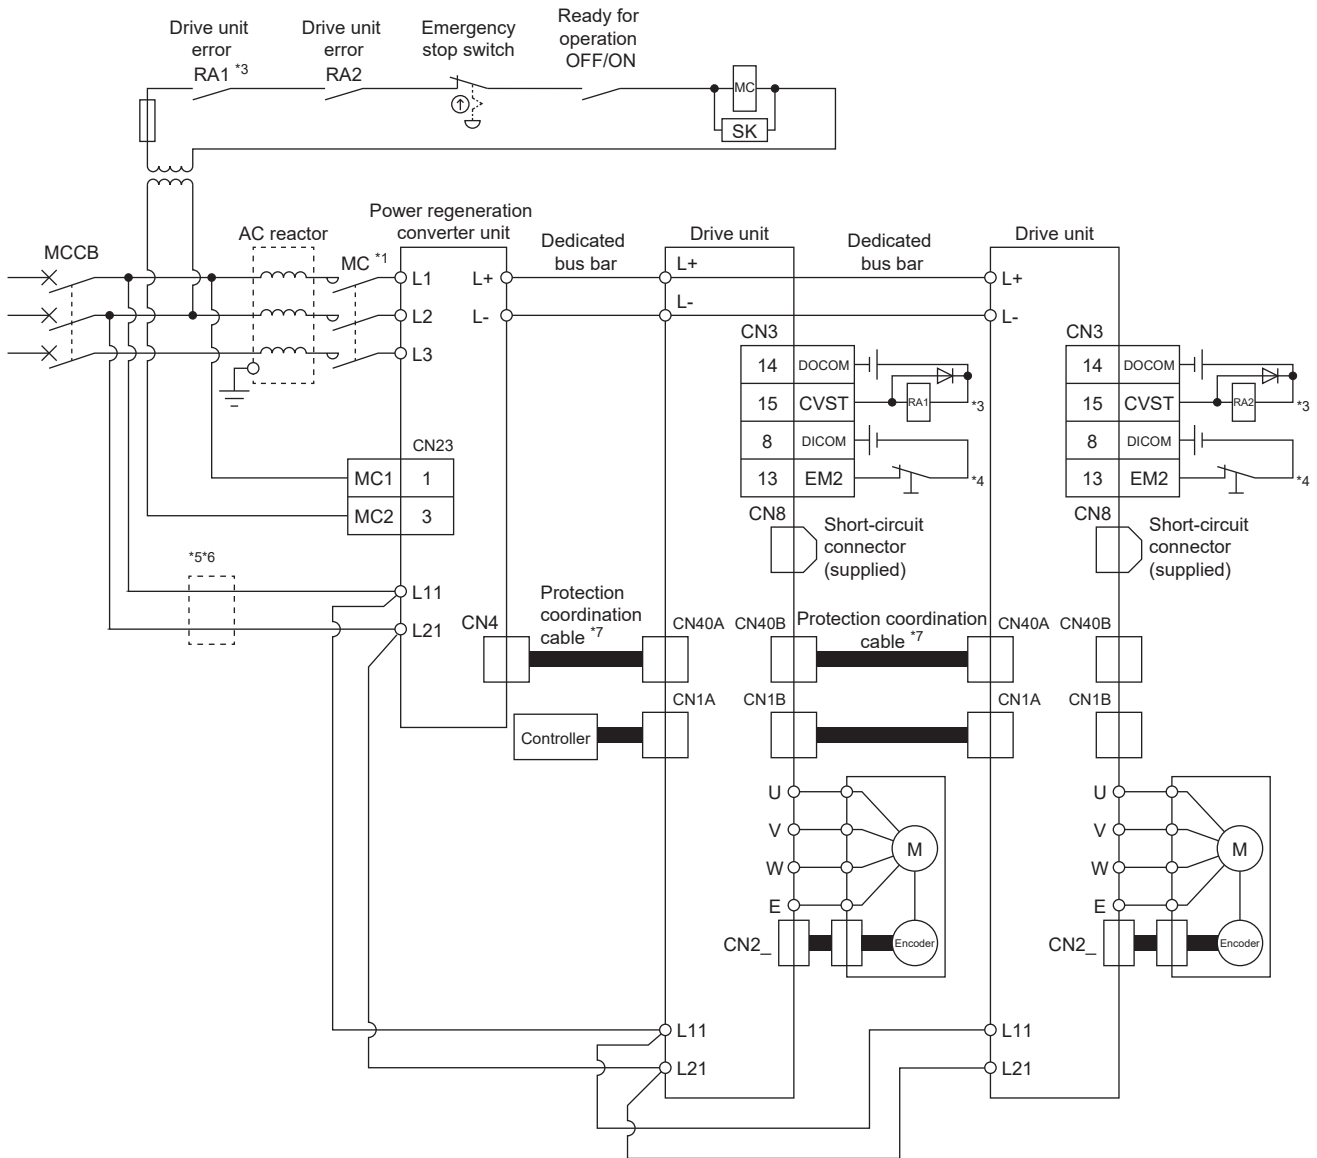 Drive unit
error
RA1 *3
Drive unit
error
RA2
Emergency
stop switch
Ready for
operation
OFF/ON
MC
SK
MCCB
AC reactor
MC *1
Power regeneration
converter unit
Dedicated
bus bar
Drive unit
Dedicated
bus bar
Drive unit
L1
L+
L+
L+
L2
L-
L-
L-
L3
CN3
14 DOCOM
15 CVST RA1 *3
8 DICOM
13 EM2 *4
CN3
14 DOCOM
15 CVST RA2 *3
8 DICOM
13 EM2 *4
CN23
MC1 1
MC2 3
CN8
Short-circuit
connector
(supplied)
CN8
Short-circuit
connector
(supplied)
*5*6
L11
L21
CN4
Protection
coordination
cable *7
CN40A
CN40B
Protection coordination
cable *7
CN40A
CN40B
Controller
CN1A
CN1B
CN1A
CN1B
U
V
W
E
M
CN2_
Encoder
U
V
W
E
M
CN2_
Encoder
L11
L21
L11
L21